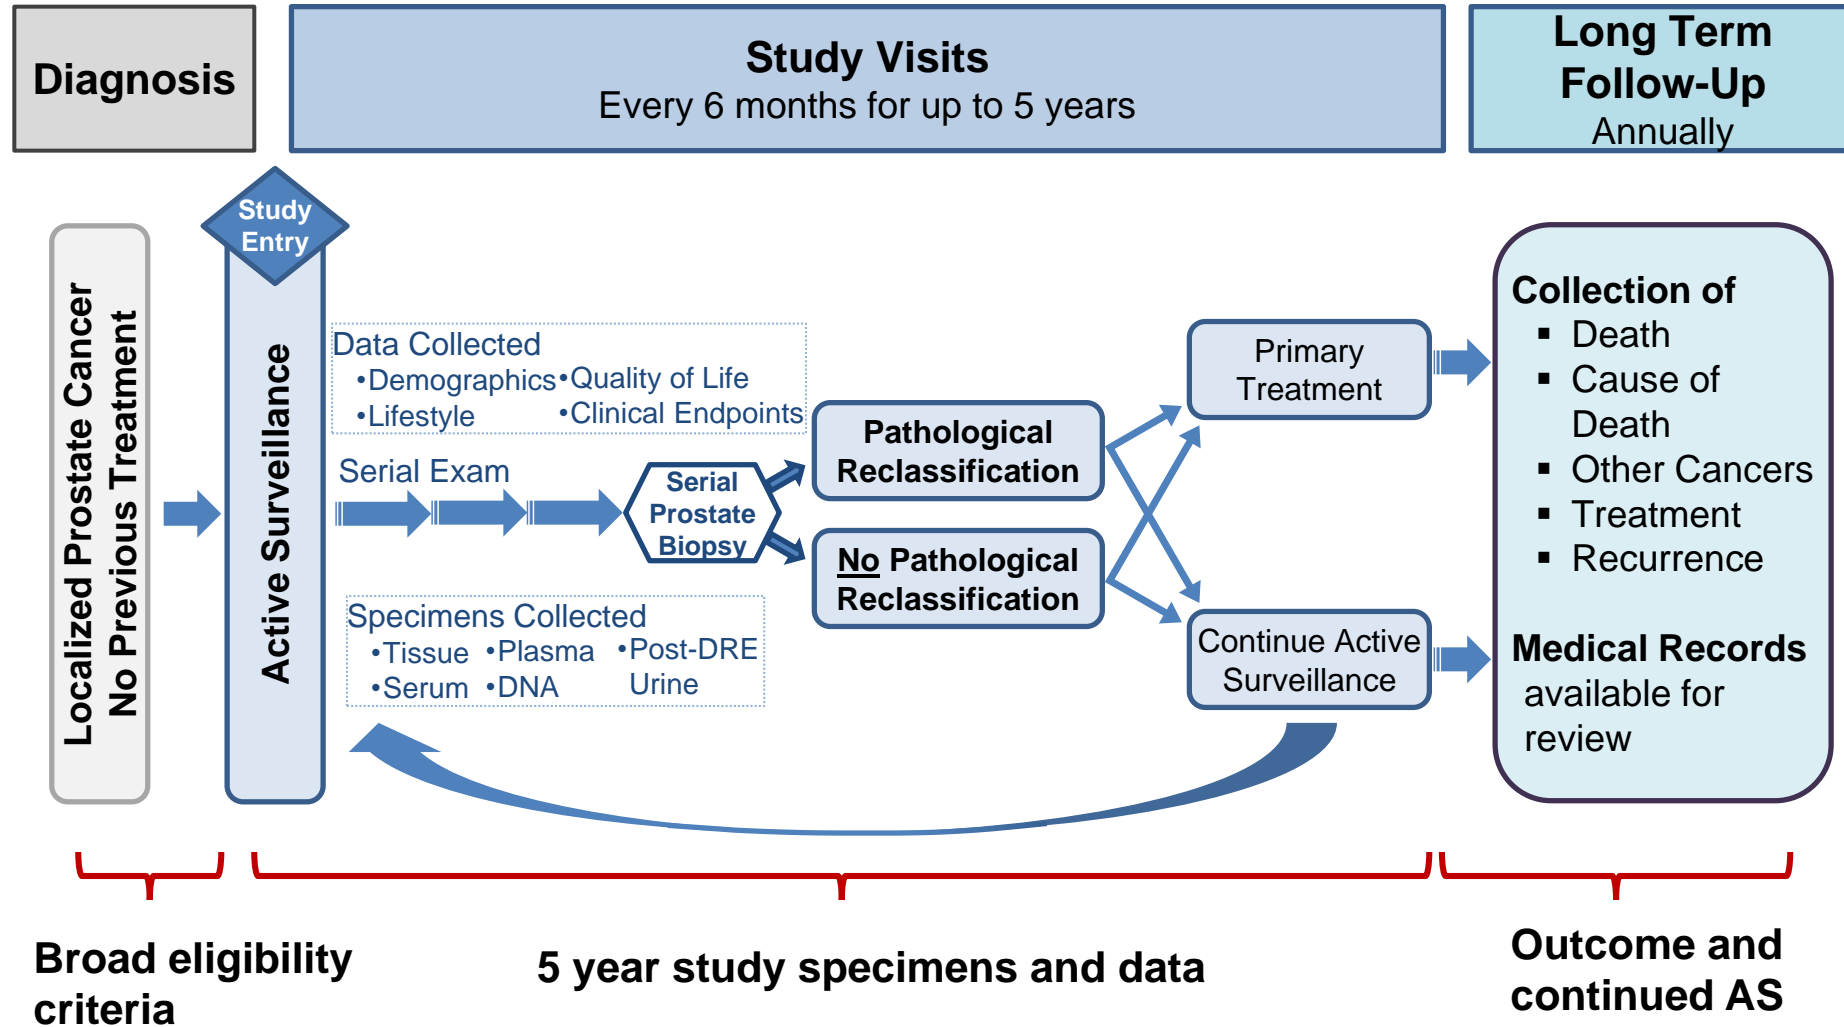 Diagnosis
Study Visits
Every 6 months for up to 5 years
Long Term
Follow-Up
Annually
Localized Prostate Cancer
No Previous Treatment
Study
Entry
Active Surveillance
Data Collected
•Demographics •Quality of Life
•Lifestyle •Clinical Endpoints
Serial Exam
Serial
Prostate
Biopsy
Specimens Collected
•Tissue •Plasma •Post-DRE
•Serum •DNA Urine
Pathological
Reclassification
No Pathological
Reclassification
Primary
Treatment
Continue Active
Surveillance
Collection of
▪ Death
▪ Cause of
Death
▪ Other Cancers
▪ Treatment
▪ Recurrence
Medical Records
available for
review
Broad eligibility
criteria
5 year study specimens and data
Outcome and
continued AS